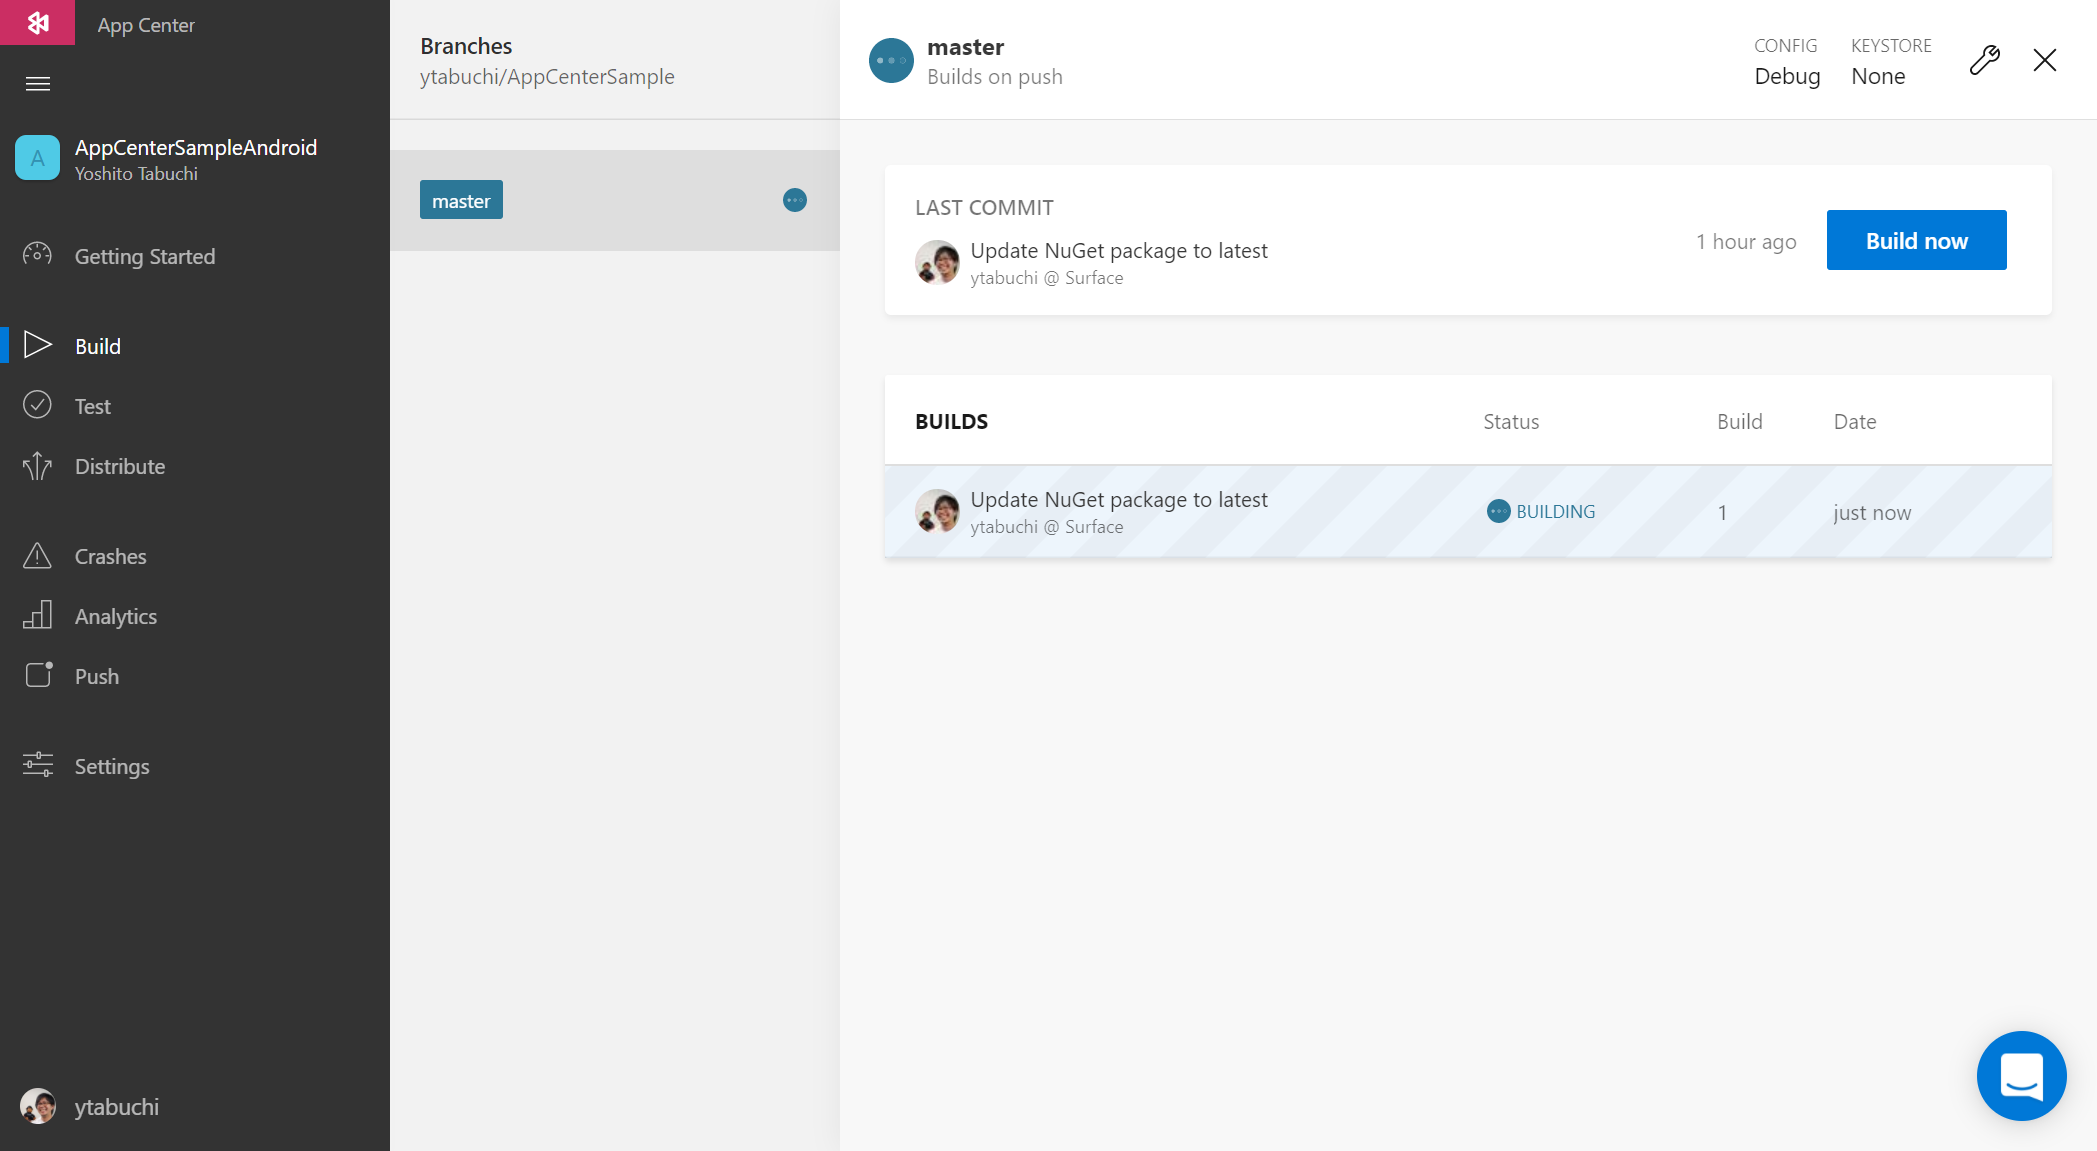 App Center
AppCenterSampleAndroid
Yoshito Tabuchi
A
Getting Started
Build
Test
Distribute
Crashes
Analytics
Push
Settings
ytabuchi
Branches
ytabuchi/AppCenterSample
master
master
Builds on push
CONFIG
Debug
KEYSTORE
None
LAST COMMIT
Update NuGet package to latest
ytabuchi @ Surface
1 hour ago
Build now
BUILDS Status Build Date
Update NuGet package to latest
ytabuchi @ Surface
BUILDING 1 just now